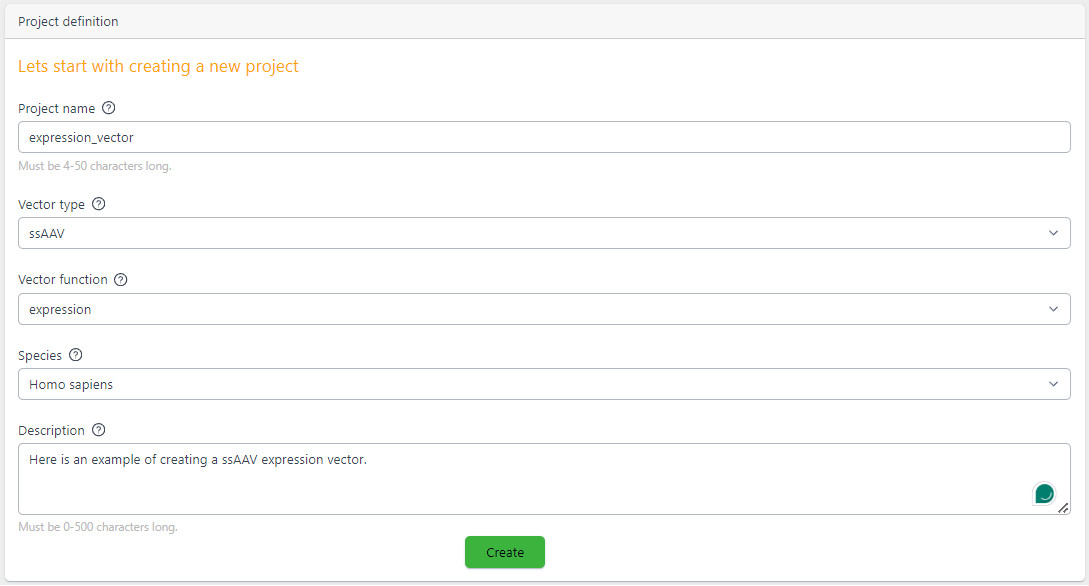 Project definition
Lets start with creating a new project
Project name
expression_vector
Must be 4-50 characters long.
Vector type
ssAAV
Vector function
expression
Species
Homo sapiens
Description
Here is an example of creating a ssAAV expression vector.
Must be 0-500 characters long.
Create